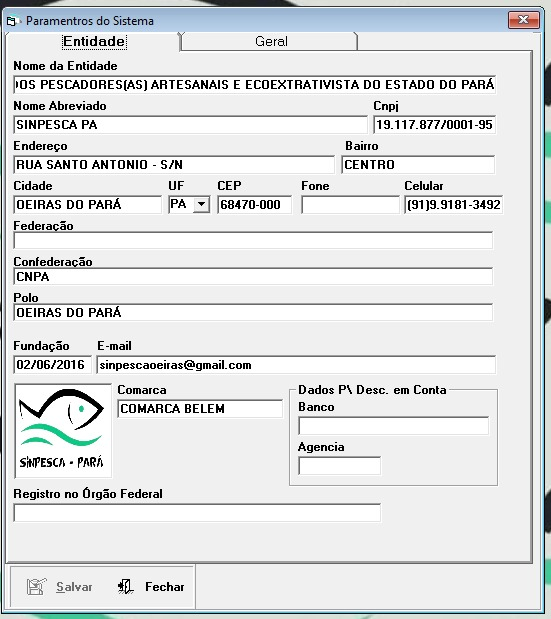 Paramentros do Sistema
Entidade Geral
Nome da Entidade
OS PESCADORES(AS) ARTESANAIS E ECOEXTRATIVISTA DO ESTADO DO PARÁ
Nome Abreviado Cnpj
SINPESCA PA 19.117.877/0001-95
Endereço Bairro
RUA SANTO ANTONIO - S/N CENTRO
Cidade UF CEP Fone Celular
OEIRAS DO PARÁ PA 68470-000 (91)9.9181-3492
Federação
Confederação
CNPA
Polo
OEIRAS DO PARÁ
Fundação E-mail
02/06/2016 sinpescaoeiras@gmail.com
Comarca Dados P\ Desc. em Conta
COMARCA BELEM Banco
Agencia
SINPESCA - PARÁ
Registro no Órgão Federal
Salvar Fechar